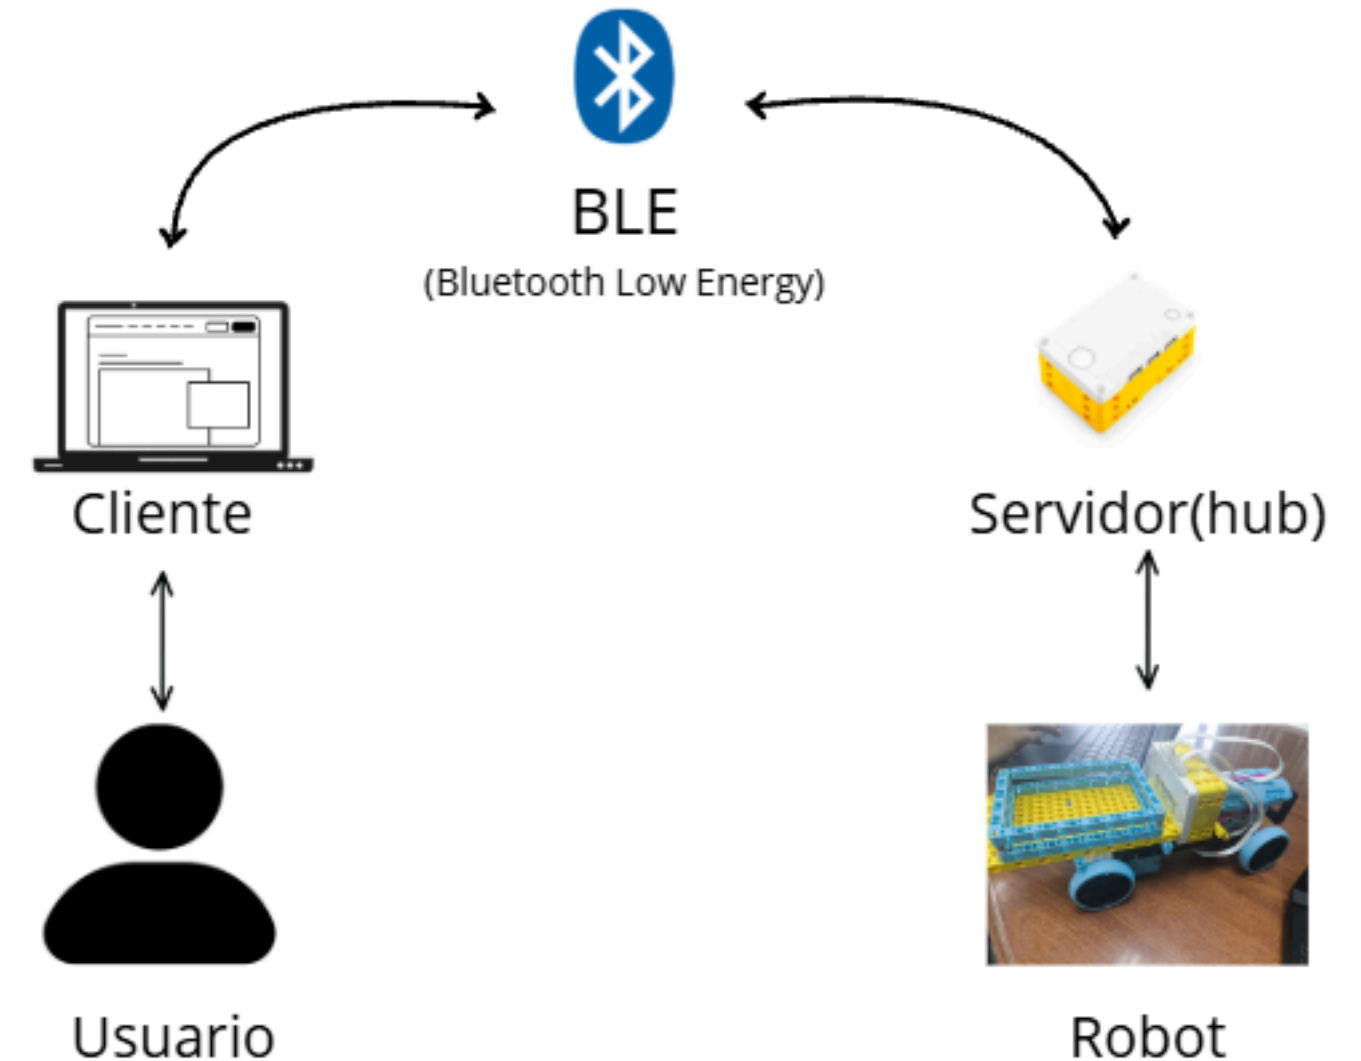 BLE
(Bluetooth Low Energy)
Cliente
Servidor(hub)
Usuario
Robot